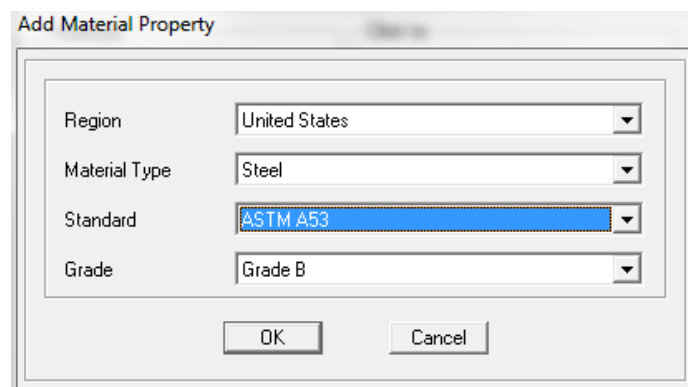 Add Material Property
Region United States
Material Type Steel
Standard ASTM A53
Grade Grade B
OK Cancel